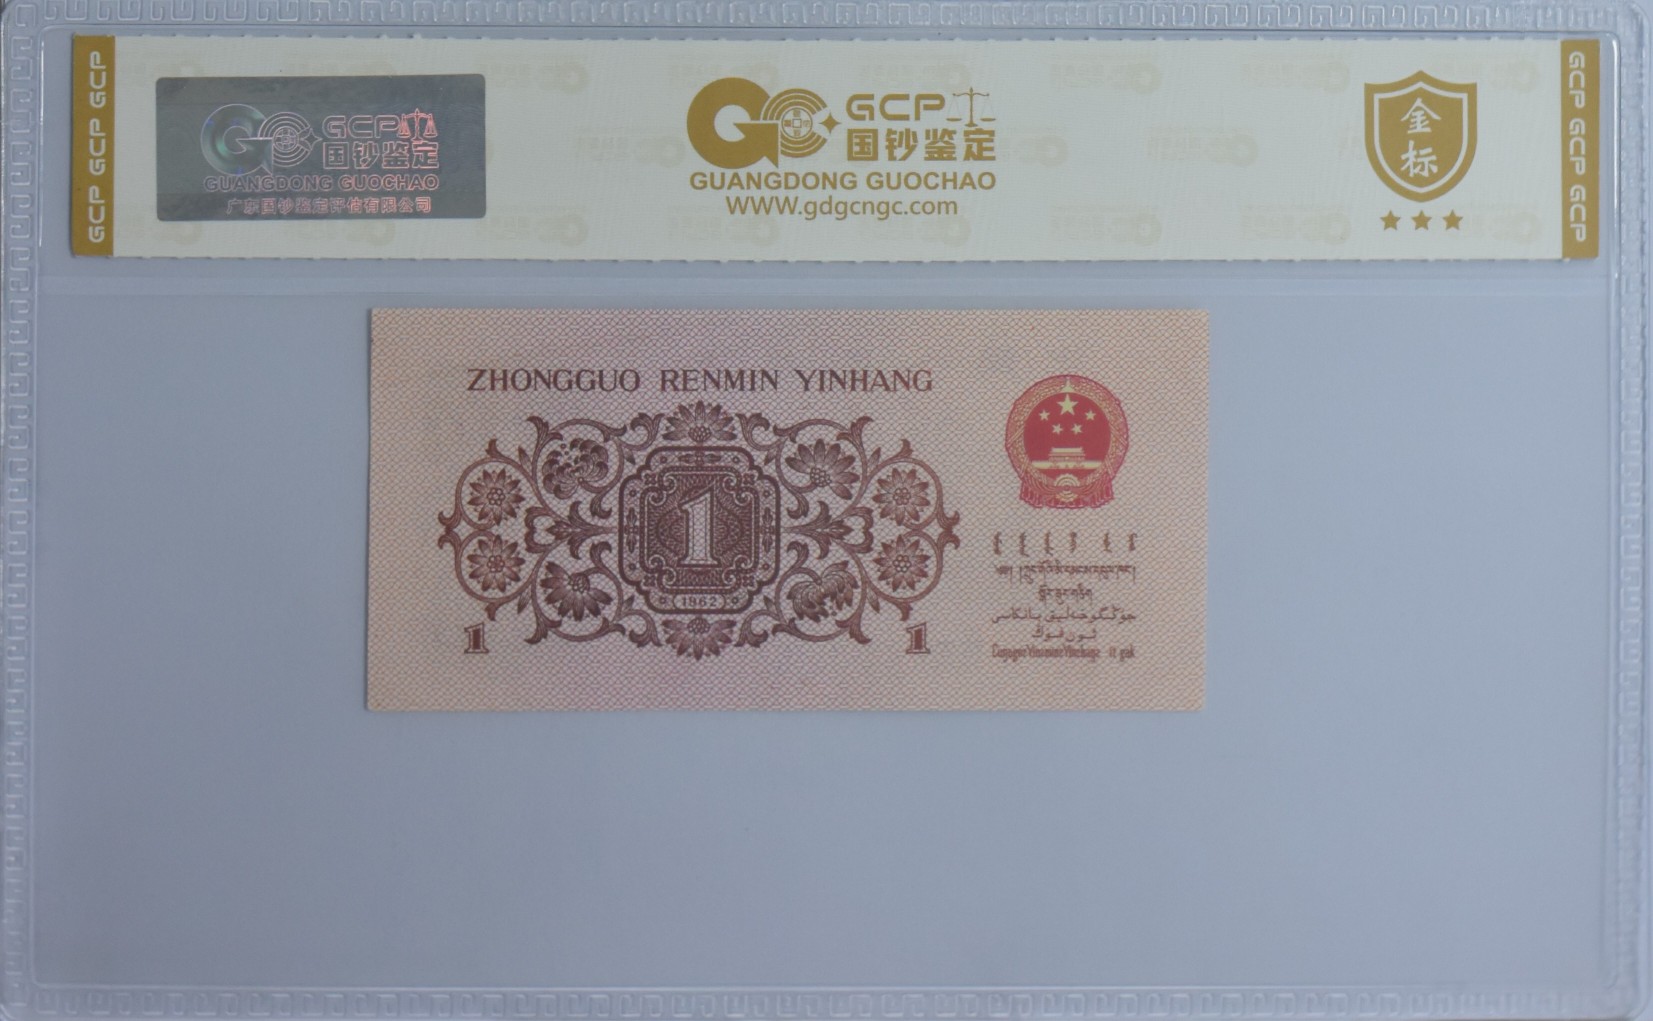 GCP GCP GCP
GCP
国钞鉴定
GUANGDONG GUOCHAO
广东国钞鉴定评估有限公司
GCP
国钞鉴定
GUANGDONG GUOCHAO
WWW.gdgcngc.com
金
标
GCP GCP GCP
ZHONGGUO RENMIN YINHANG
1
1962
1
1